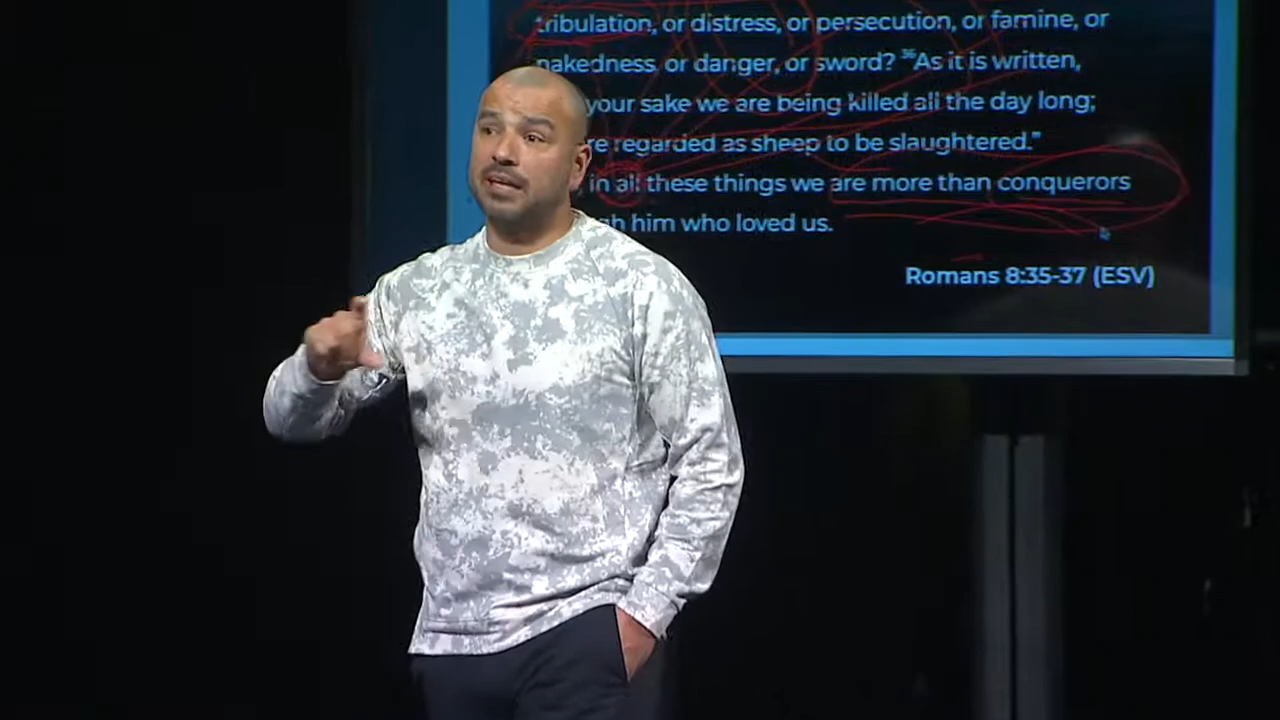 tribulation, or distress, or persecution, or famine, or
nakedness, or danger, or sword? ³⁶As it is written,
your sake we are being killed all the day long;
regarded as sheep to be slaughtered.”
in all these things we are more than conquerors
him who loved us.
Romans 8:35-37 (ESV)